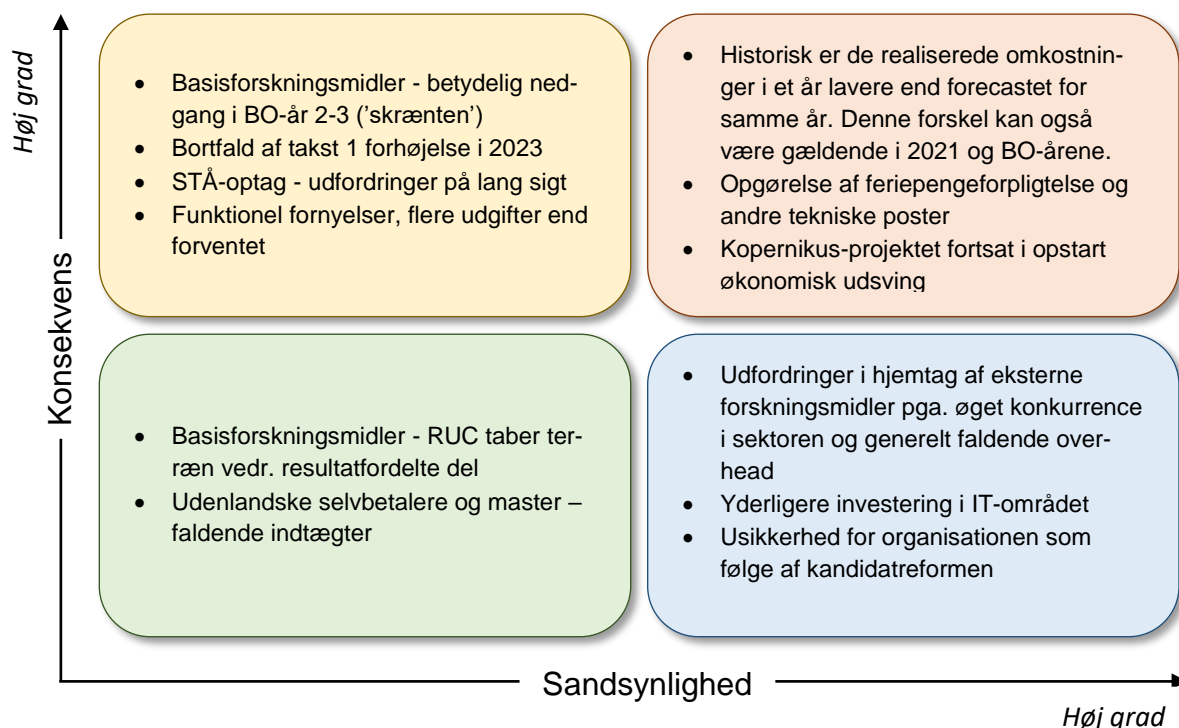 Høj grad
Konsekvens
• Basisforskningsmidler - betydelig ned-
gang i BO-år 2-3 (’skrænten’)
• Bortfald af takst 1 forhøjelse i 2023
• STÅ-optag - udfordringer på lang sigt
• Funktionel fornyelser, flere udgifter end
forventet
• Historisk er de realiserede omkostnin-
ger i et år lavere end forecastet for
samme år. Denne forskel kan også
være gældende i 2021 og BO-årene.
• Opgørelse af feriepengeforpligtelse og
andre tekniske poster
• Kopernikus-projektet fortsat i opstart
økonomisk udsving
• Basisforskningsmidler - RUC taber ter-
ræn vedr. resultatfordelte del
• Udenlandske selvbetalere og master –
faldende indtægter
• Udfordringer i hjemtag af eksterne
forskningsmidler pga. øget konkurrence
i sektoren og generelt faldende over-
head
• Yderligere investering i IT-området
• Usikkerhed for organisationen som
følge af kandidatreformen
Sandsynlighed
Høj grad